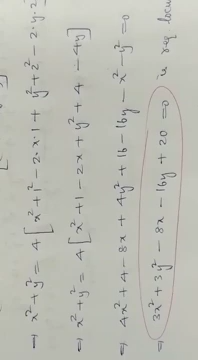 ⇒ x²+y² = 4[x²+1²-2·x·1+y²+2²-2·y·2
⇒ x²+y² = 4[x²+1-2x+y²+4-4y]
⇒ 4x²+4-8x+4y²+16-16y-x²-y²=0
⇒ 3x²+3y²-8x-16y+20=0 is req locus